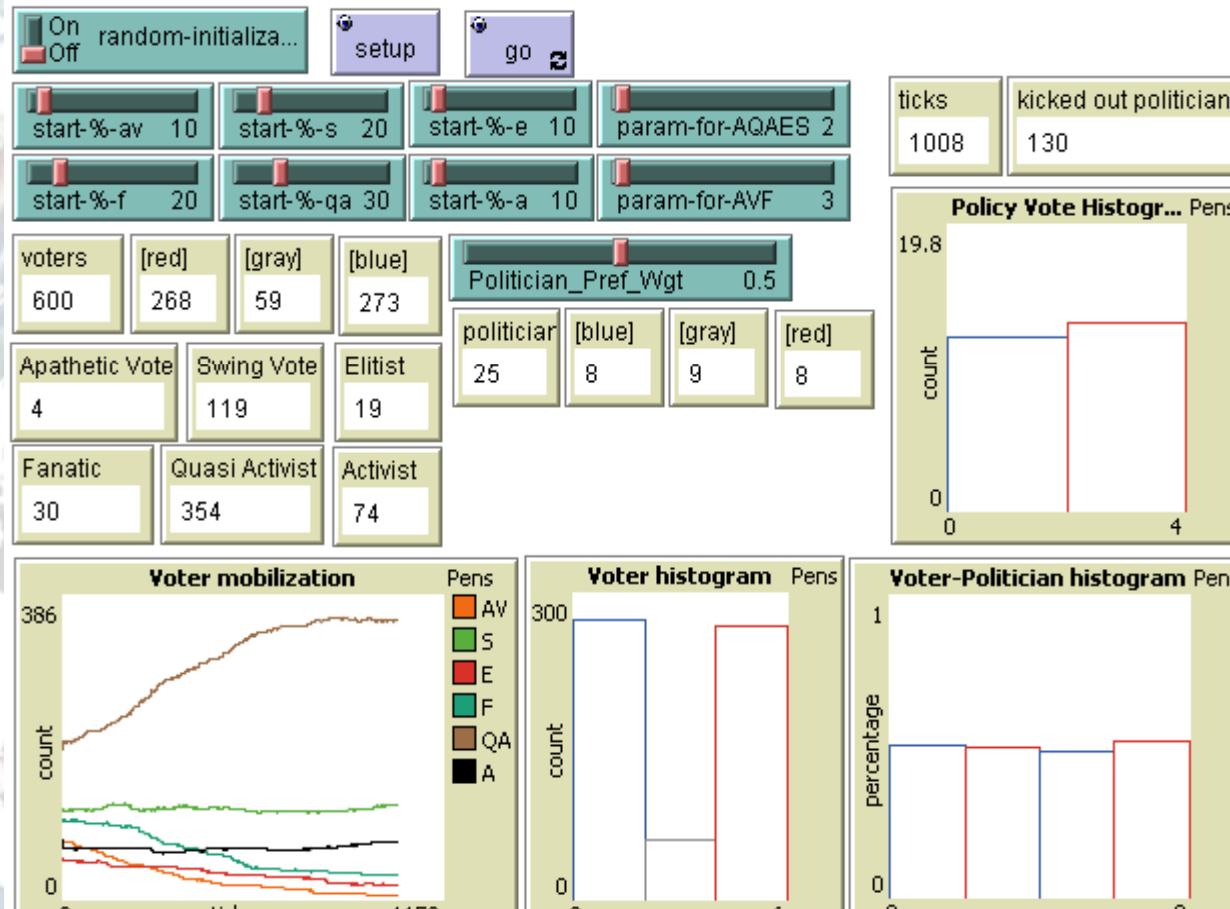 On
Off
random-initializa...
setup
go
start-%-av 10
start-%-s 20
start-%-e 10
param-for-AQAES 2
ticks
1008
kicked out politician
130
start-%-f 20
start-%-qa 30
start-%-a 10
param-for-AVF 3
voters
600
[red]
268
[gray]
59
[blue]
273
Politician_Pref_Wgt 0.5
politician
25
[blue]
8
[gray]
9
[red]
8
Apathetic Vote
4
Swing Vote
119
Elitist
19
Fanatic
30
Quasi Activist
354
Activist
74
Policy Vote Histogr... Pens
19.8
count
0
0 4
Voter mobilization
Pens
386
count
0
AV
S
E
F
QA
A
Voter histogram Pens
300
count
0
Voter-Politician histogram Pen
1
percentage
0